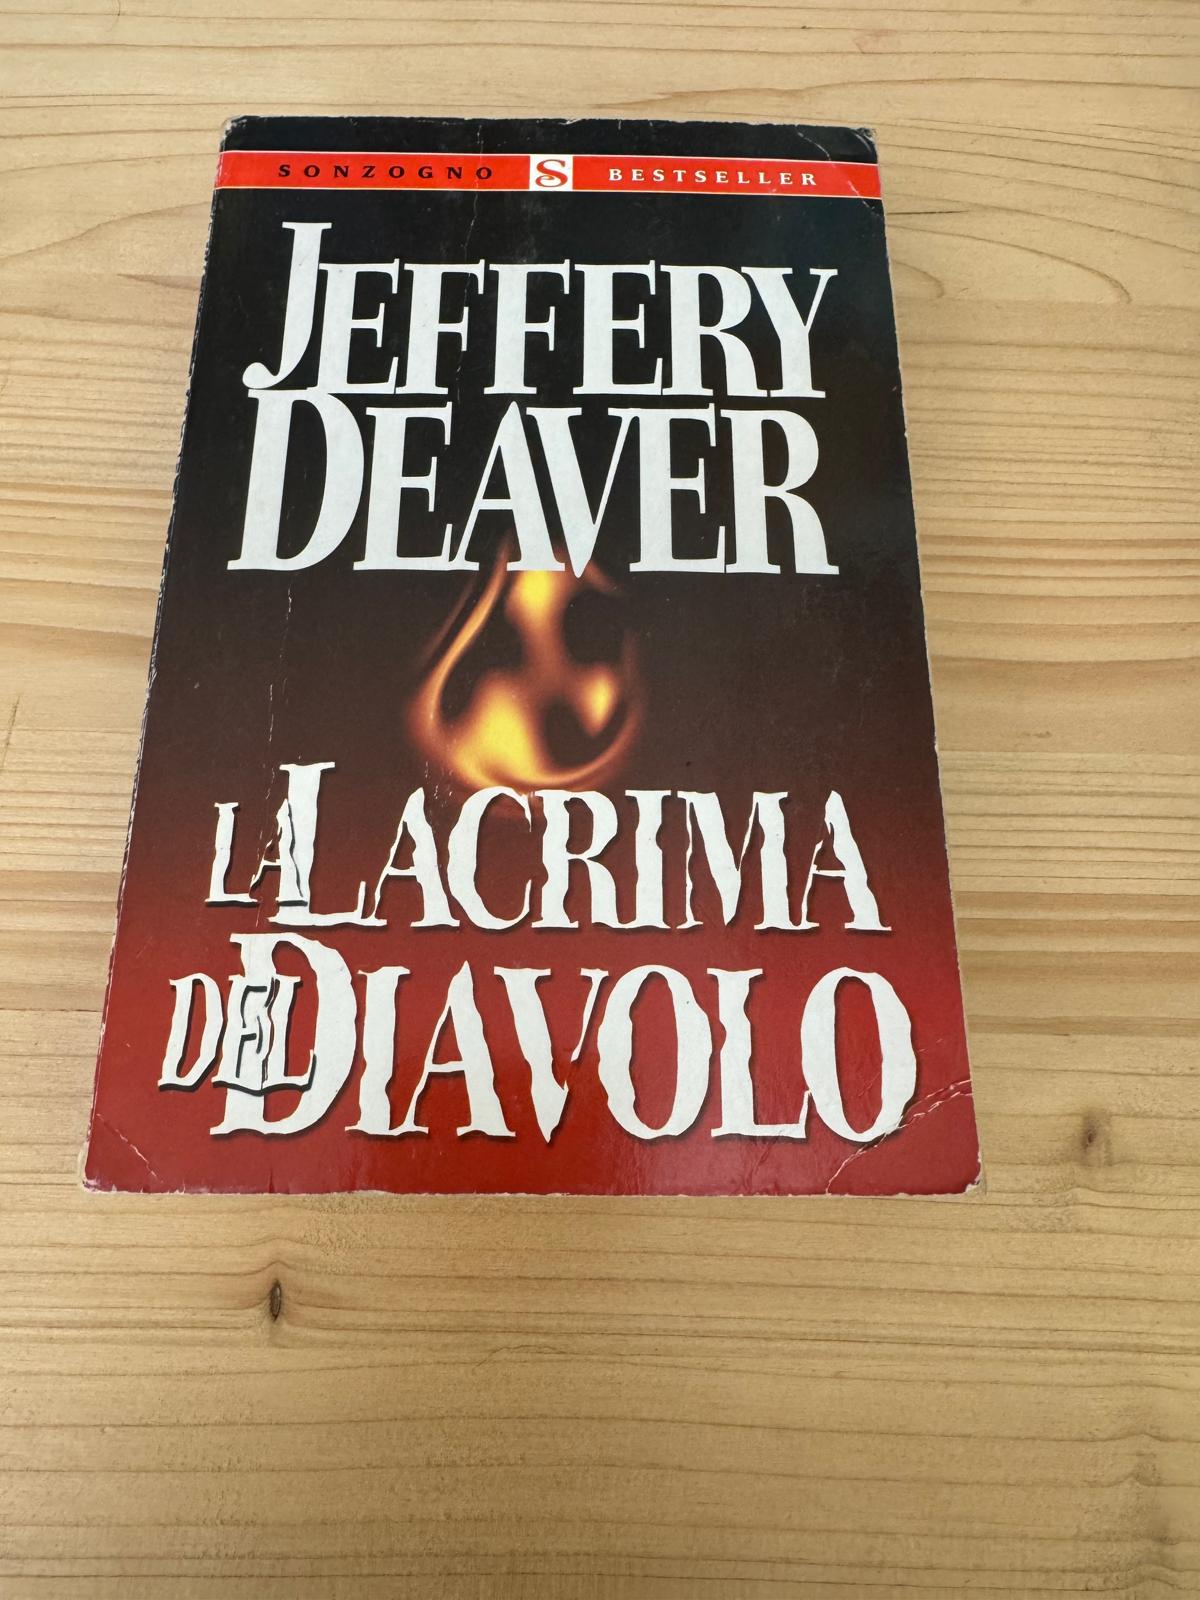 SONZOGNO S BESTSELLER
JEFFERY
DEAVER
LA LACRIMA
DEL DIAVOLO